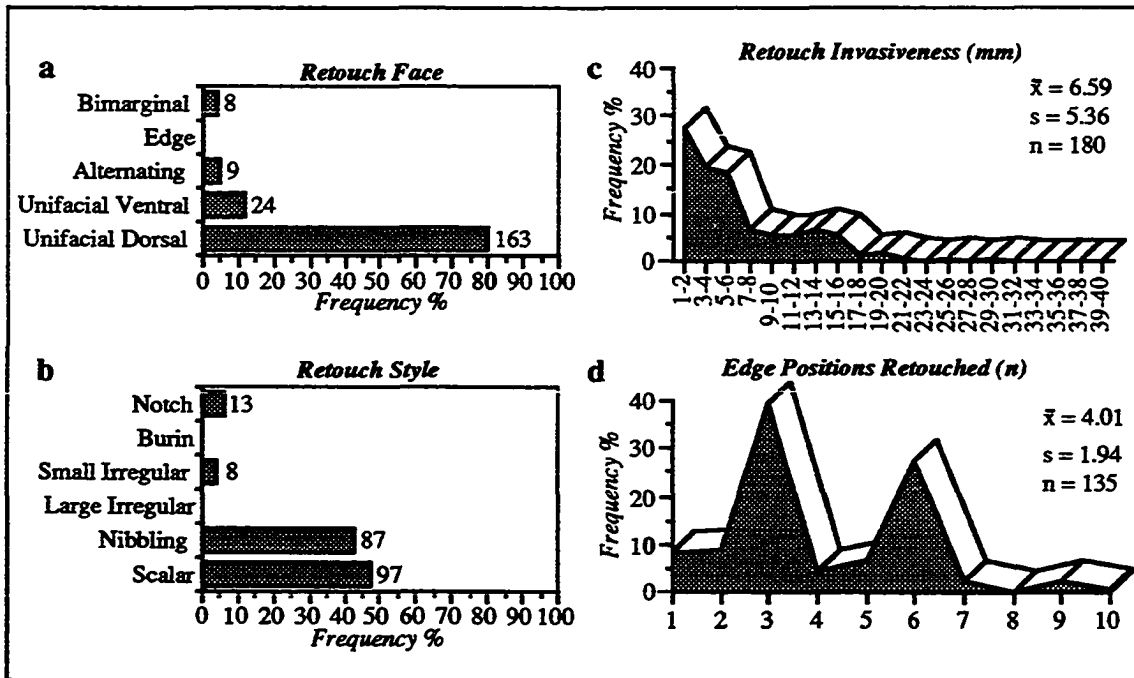 a
Retouch Face
Bimarginal 8
Edge
Alternating 9
Unifacial Ventral 24
Unifacial Dorsal 163
0 10 20 30 40 50 60 70 80 90 100
Frequency %
b
Retouch Style
Notch 13
Burin
Small Irregular 8
Large Irregular
Nibbling 87
Scalar 97
0 10 20 30 40 50 60 70 80 90 100
Frequency %
c
Retouch Invasiveness (mm)
x̄ = 6.59
s = 5.36
n = 180
Frequency %
40
30
20
10
0
1-2
3-4
5-6
7-8
9-10
11-12
13-14
15-16
17-18
19-20
21-22
23-24
25-26
27-28
29-30
31-32
33-34
35-36
37-38
39-40
d
Edge Positions Retouched (n)
x̄ = 4.01
s = 1.94
n = 135
Frequency %
40
30
20
10
0
1 2 3 4 5 6 7 8 9 10